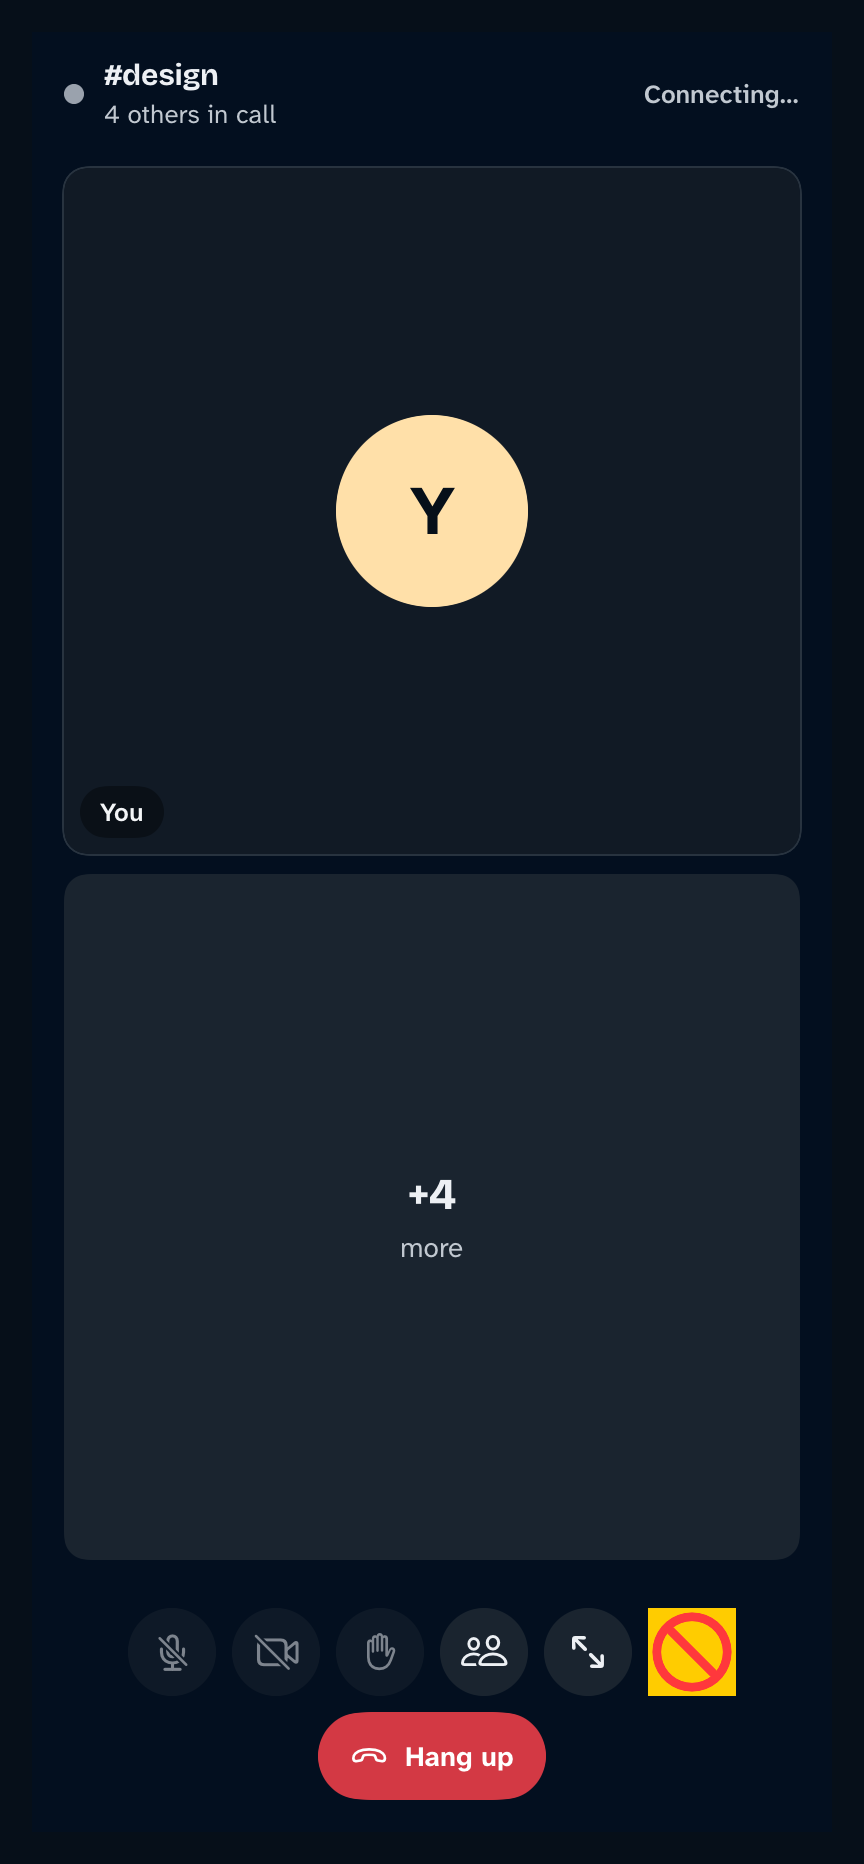 #design
4 others in call
Connecting...
Y
You
+4
more
Hang up